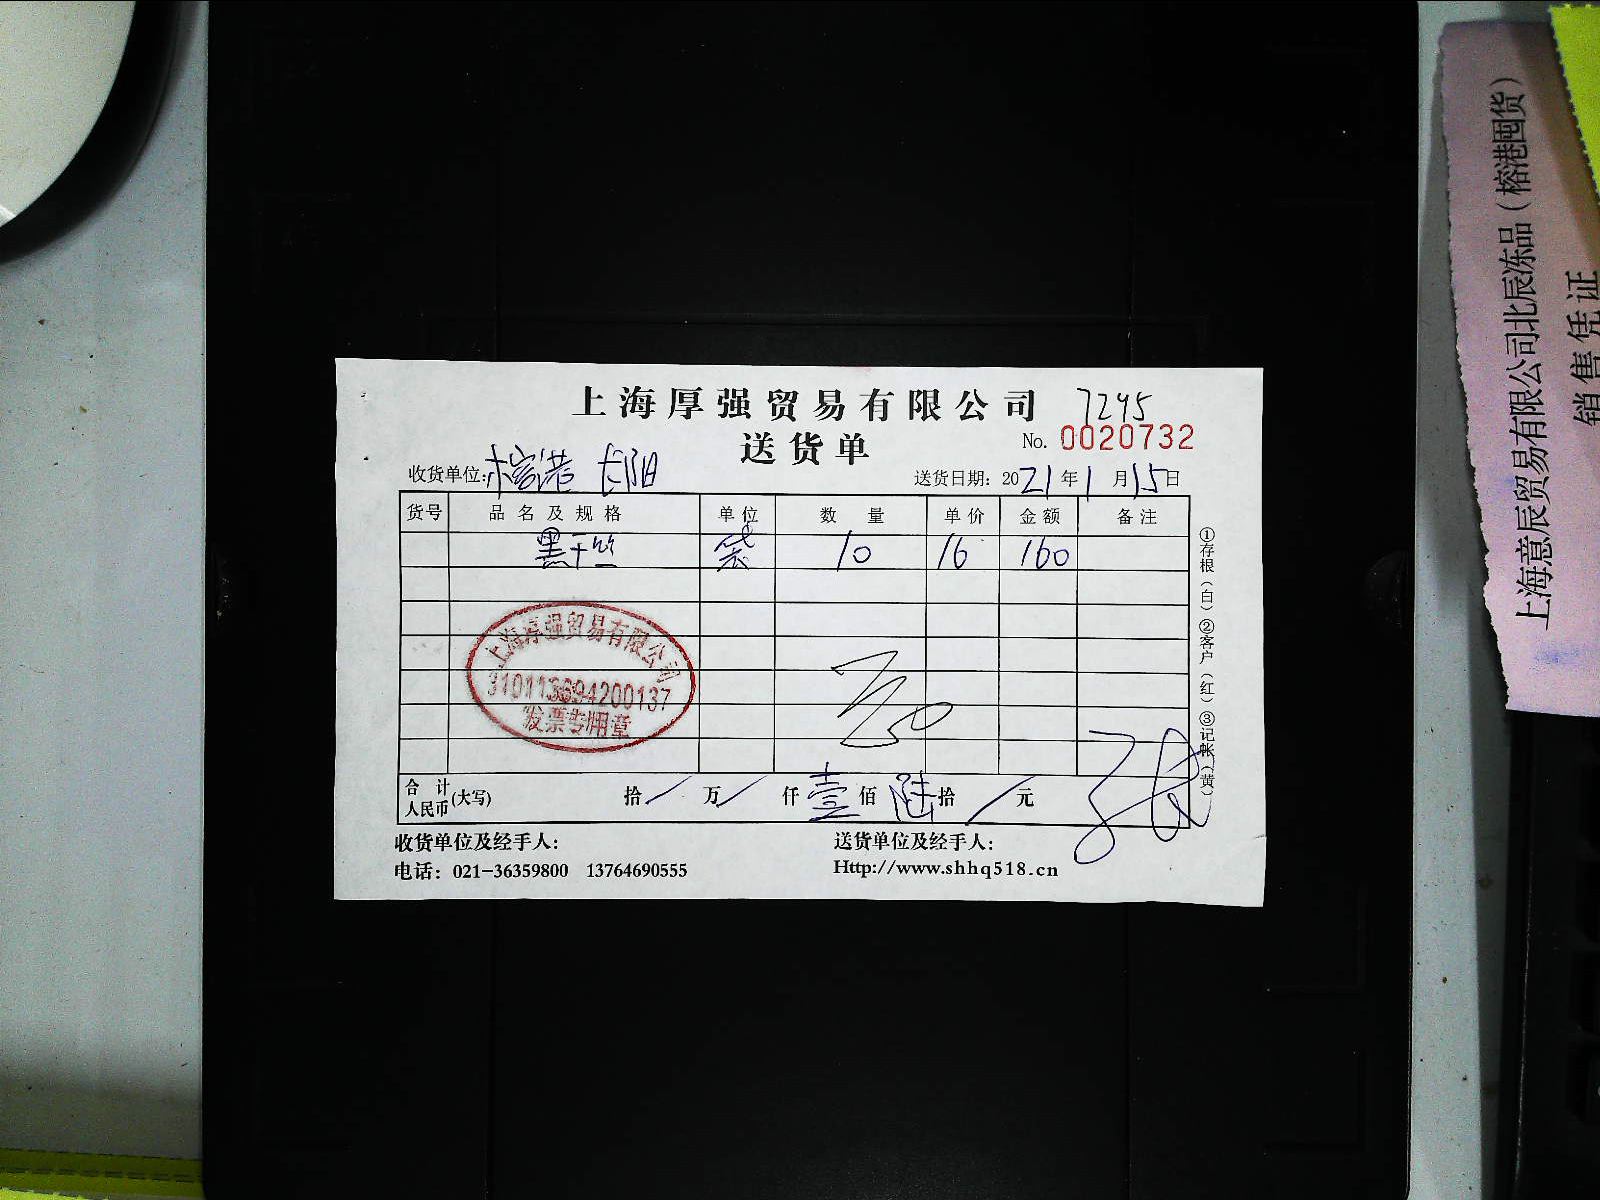 上海厚强贸易有限公司 7245
送货单 No. 0020732
收货单位:榕港 长阳 送货日期: 2021年1月15日
货号 品名及规格 单位 数量 单价 金额 备注
黑干丝 袋 10 16 160
上海厚强贸易有限公司
310113694200137
发票专用章
合计人民币(大写) 拾/万/仟壹佰陆拾/元
收货单位及经手人: 送货单位及经手人:
电话: 021-36359800 13764690555 Http://www.shhq518.cn
①存根(白)②客户(红)③记帐(黄)
上海意辰贸易有限公司北辰冻品(榕港囤货)
销售凭证